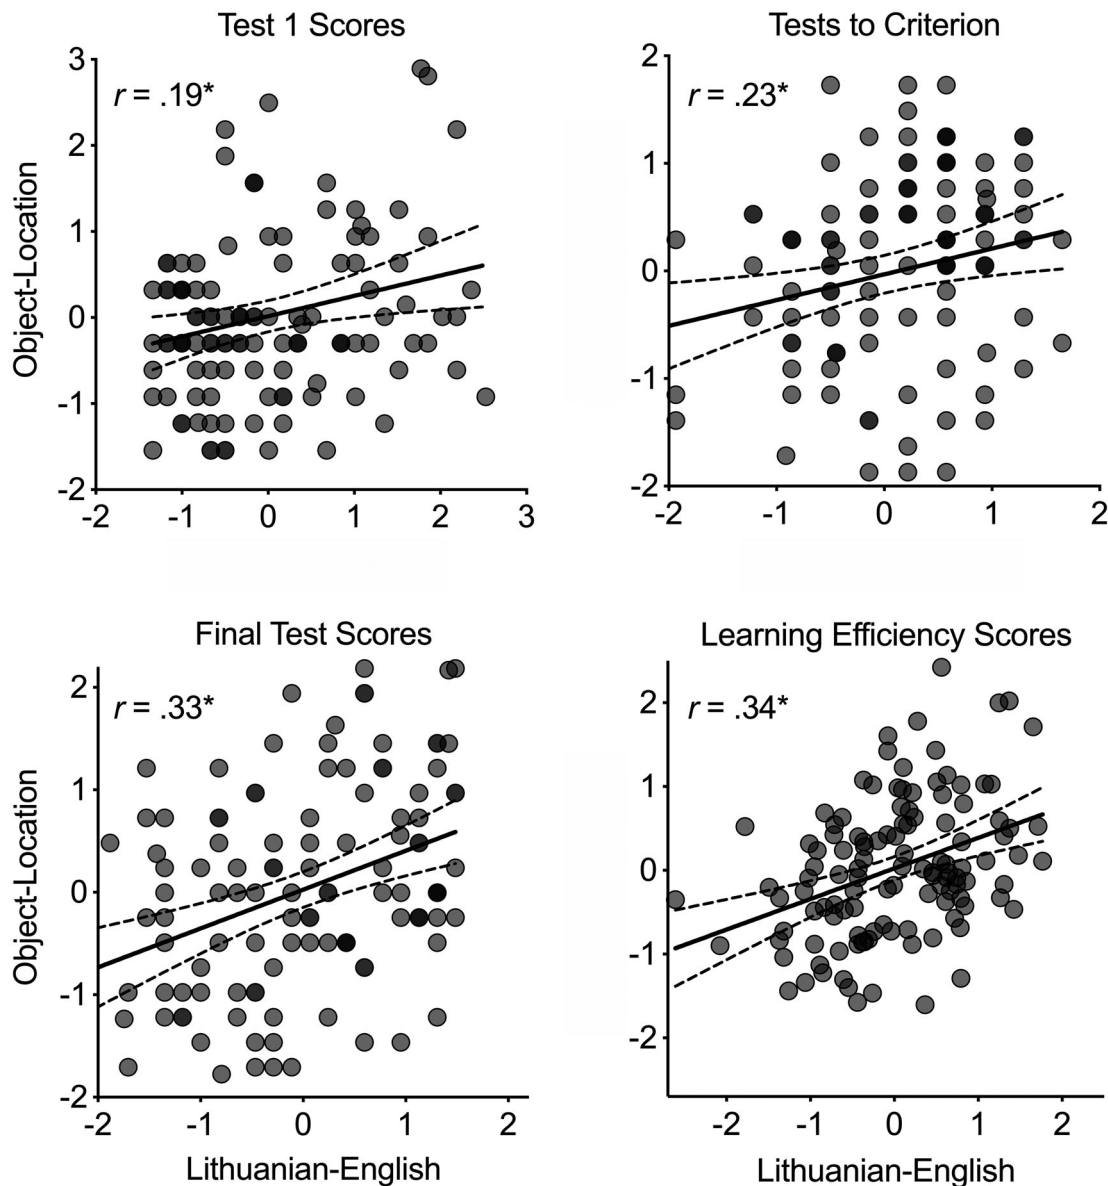 Test 1 Scores
r = .19*
3
2
1
0
-1
-2
-2 -1 0 1 2 3
Object-Location
Tests to Criterion
r = .23*
2
1
0
-1
-2
-2 -1 0 1 2
Final Test Scores
r = .33*
2
1
0
-1
-2
-2 -1 0 1 2
Object-Location
Lithuanian-English
Learning Efficiency Scores
r = .34*
2
1
0
-1
-2
-2 -1 0 1 2
Lithuanian-English